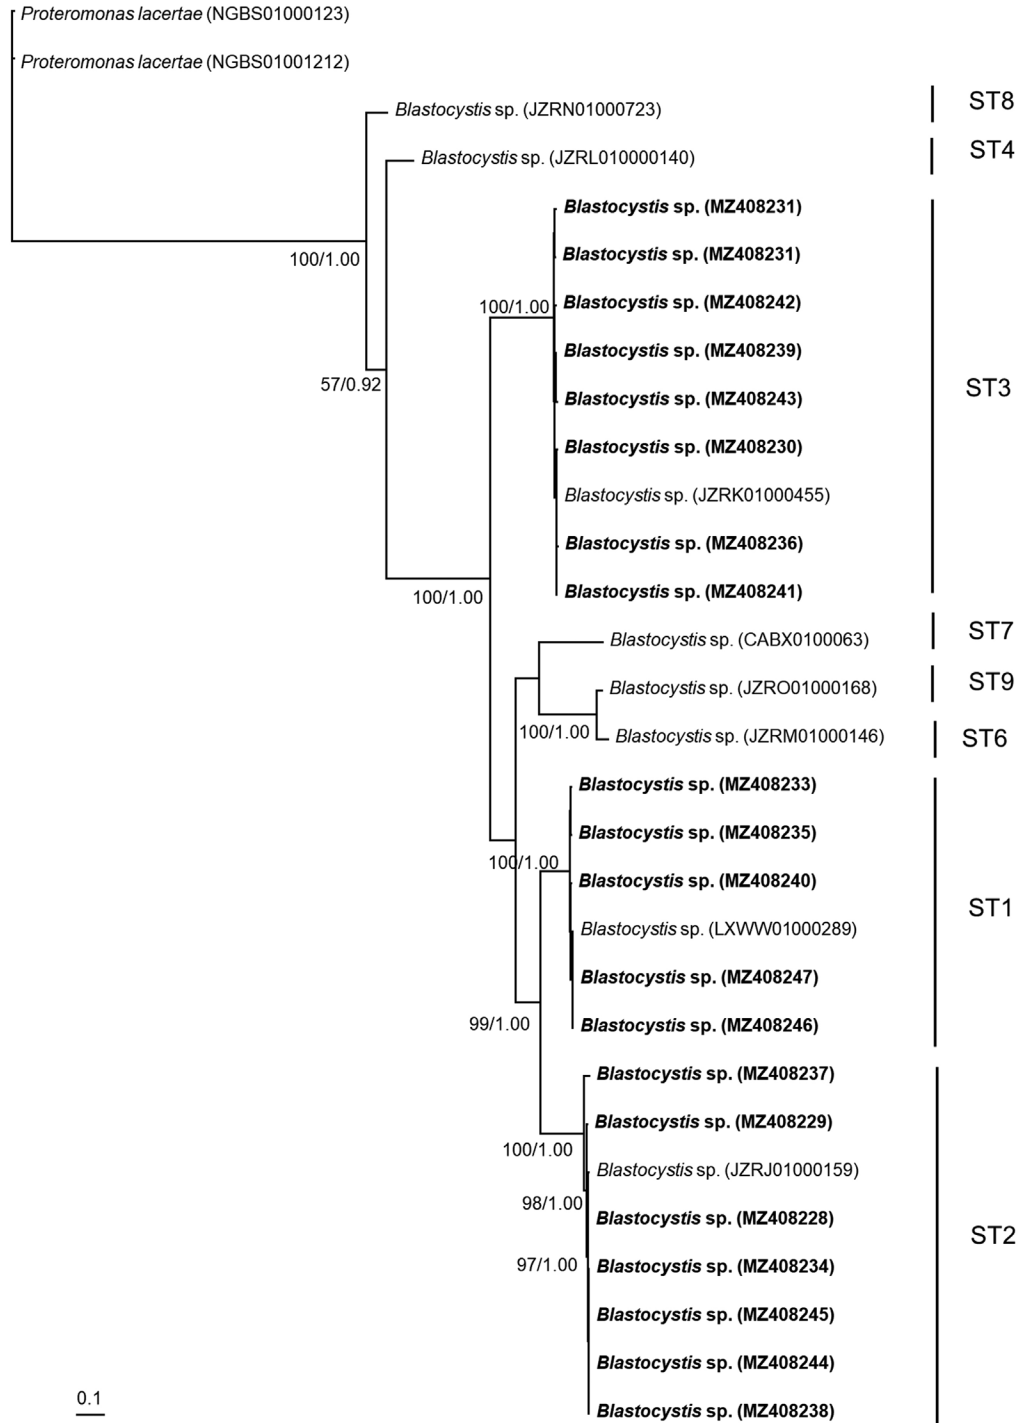 Proteromonas lacertae (NGBS01000123)
Proteromonas lacertae (NGBS01001212)
Blastocystis sp. (JZRN01000723)
ST8
Blastocystis sp. (JZRL010000140)
ST4
Blastocystis sp. (MZ408231)
Blastocystis sp. (MZ408231)
100/1.00
Blastocystis sp. (MZ408242)
100/1.00
Blastocystis sp. (MZ408239)
57/0.92
Blastocystis sp. (MZ408243)
ST3
Blastocystis sp. (MZ408230)
Blastocystis sp. (JZRK01000455)
Blastocystis sp. (MZ408236)
Blastocystis sp. (MZ408241)
100/1.00
Blastocystis sp. (CABX0100063)
ST7
Blastocystis sp. (JZRO01000168)
ST9
100/1.00
Blastocystis sp. (JZRM01000146)
ST6
Blastocystis sp. (MZ408233)
Blastocystis sp. (MZ408235)
100/1.00
Blastocystis sp. (MZ408240)
ST1
Blastocystis sp. (LXWW01000289)
Blastocystis sp. (MZ408247)
99/1.00
Blastocystis sp. (MZ408246)
Blastocystis sp. (MZ408237)
Blastocystis sp. (MZ408229)
100/1.00
Blastocystis sp. (JZRJ01000159)
98/1.00
Blastocystis sp. (MZ408228)
ST2
97/1.00
Blastocystis sp. (MZ408234)
Blastocystis sp. (MZ408245)
Blastocystis sp. (MZ408244)
0.1
Blastocystis sp. (MZ408238)